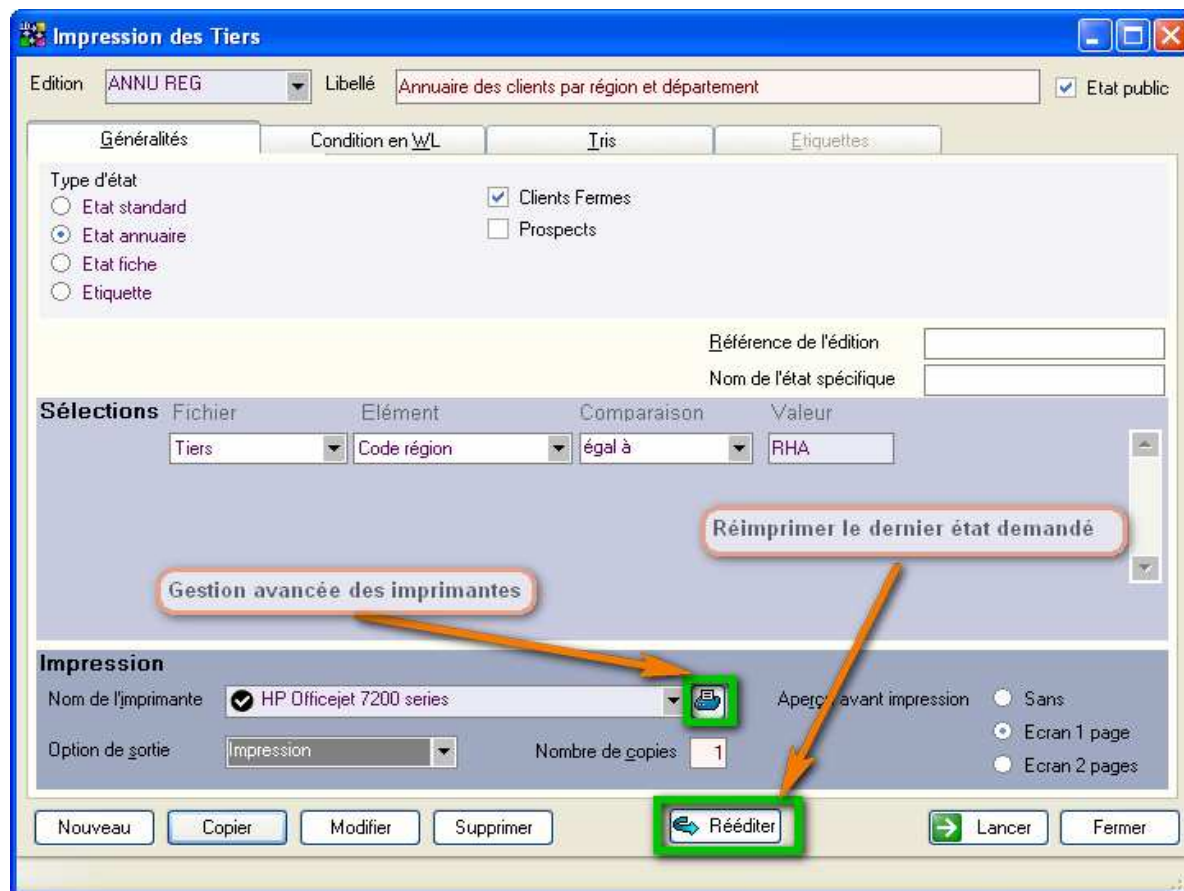 Impression des Tiers
Edition ANNU REG Libellé Annuaire des clients par région et département Etat public
Généralités Condition en WL Tris Etiquettes
Type d'état
Etat standard Clients Fermes
Etat annuaire Prospects
Etat fiche
Etiquette
Référence de l'édition
Nom de l'état spécifique
Sélections Fichier Elément Comparaison Valeur
Tiers Code région égal à RHA
Réimprimer le dernier état demandé
Gestion avancée des imprimantes
Impression
Nom de l'imprimante HP Officejet 7200 series Aperçu avant impression Sans
Ecran 1 page
Option de sortie Impression Nombre de copies 1
Ecran 2 pages
Nouveau Copier Modifier Supprimer Rééditer Lancer Fermer